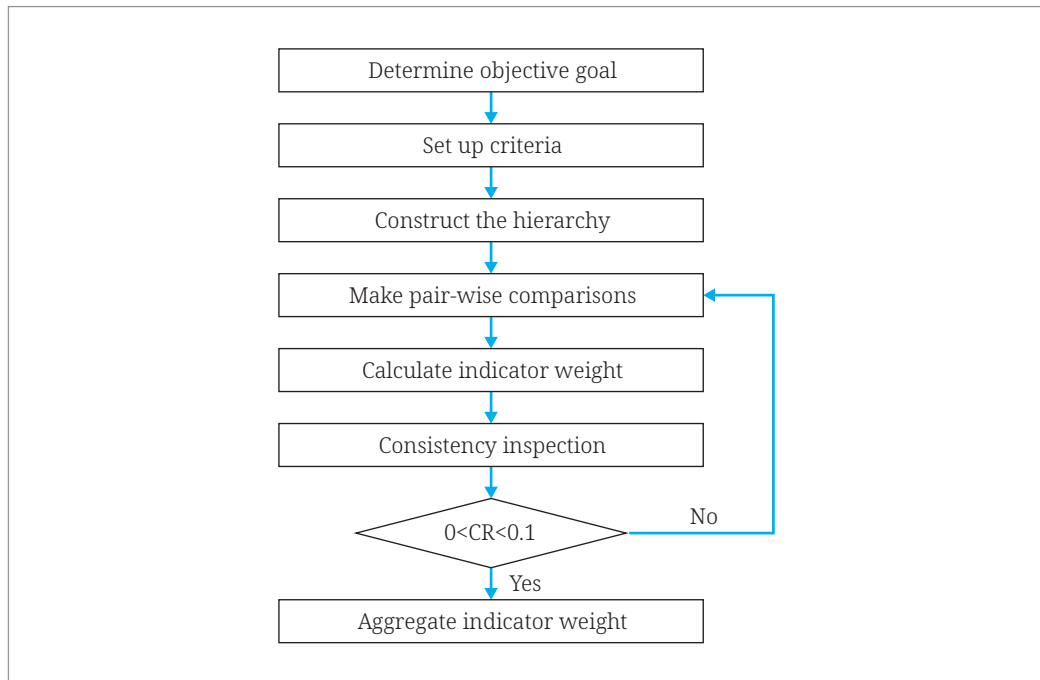 Determine objective goal
Set up criteria
Construct the hierarchy
Make pair-wise comparisons
Calculate indicator weight
Consistency inspection
0<CR<0.1
No
Yes
Aggregate indicator weight